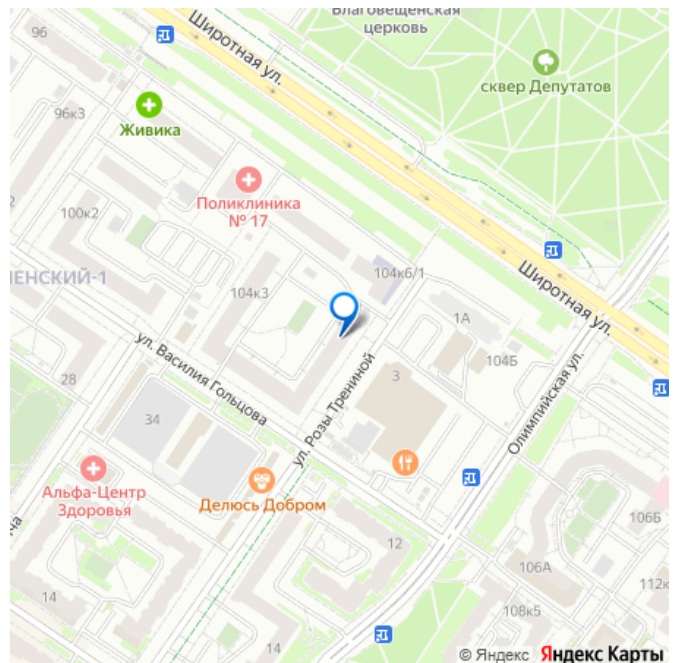 Благовещенская
церковь
96
Широтная ул.
сквер Депутатов
96к3
Живика
Поликлиника
№ 17
100к2
104к6/1
ЛЕНСКИЙ-1
104к3
Широтная ул.
1А
104Б
ул. Василия Гольцова
3
28
ул. Розы Трениной
Олимпийская ул.
34
Альфа-Центр
Здоровья
Делюсь Добром
106Б
12
106А
112к
14
108к5
14
© Яндекс Яндекс Карты